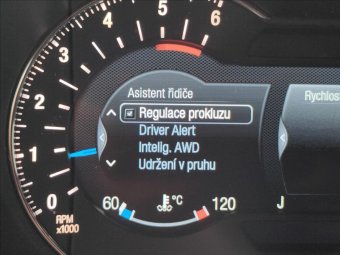 6
5
4
3
2
1
0
RPM
x1000
Asistent řidiče
Regulace prokluzu
Driver Alert
Intelig. AWD
Udržení v pruhu
60 °C 120
Rychlos
J